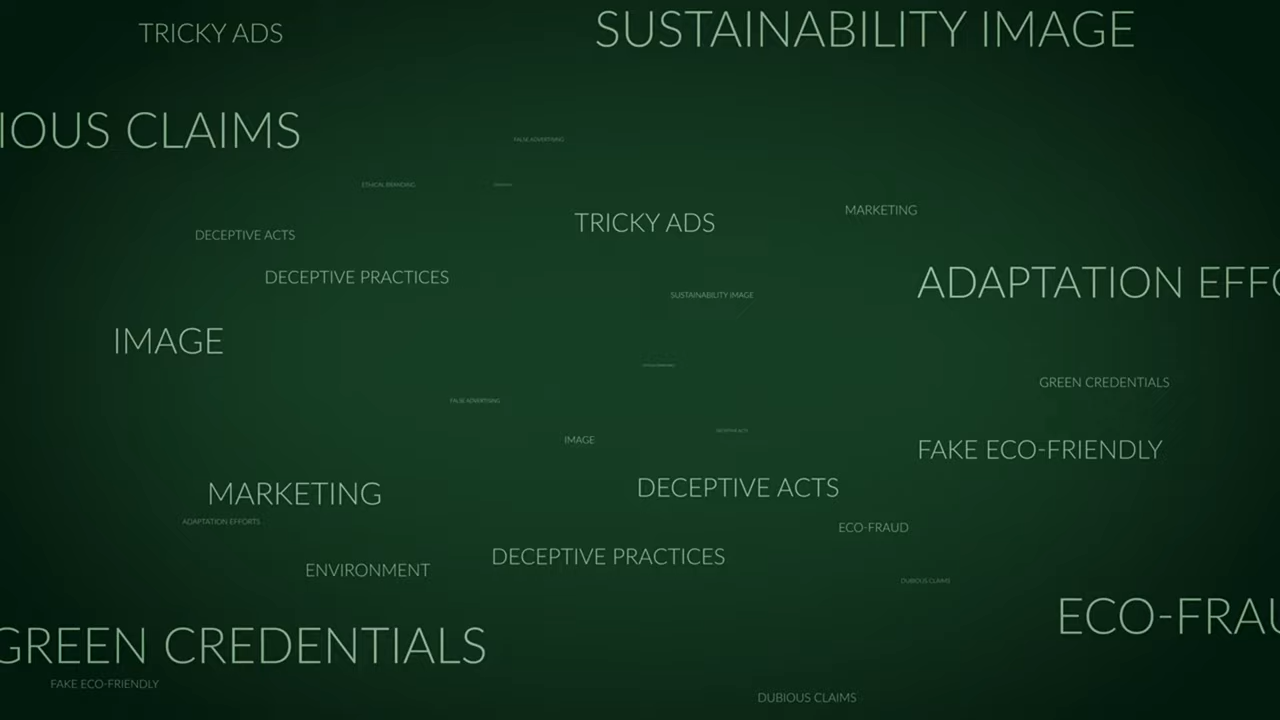 SUSTAINABILITY IMAGE
TRICKY ADS
IOUS CLAIMS
FALSE ADVERTISING
ETHICAL BRANDING
MARKETING
TRICKY ADS
DECEPTIVE ACTS
DECEPTIVE PRACTICES
ADAPTATION EFFO
SUSTAINABILITY IMAGE
IMAGE
GREEN CREDENTIALS
FALSE ADVERTISING
DECEPTIVE ACTS
IMAGE
FAKE ECO-FRIENDLY
DECEPTIVE ACTS
MARKETING
ADAPTATION EFFORTS
ECO-FRAUD
DECEPTIVE PRACTICES
ENVIRONMENT
DUBIOUS CLAIMS
ECO-FRAU
GREEN CREDENTIALS
FAKE ECO-FRIENDLY
DUBIOUS CLAIMS